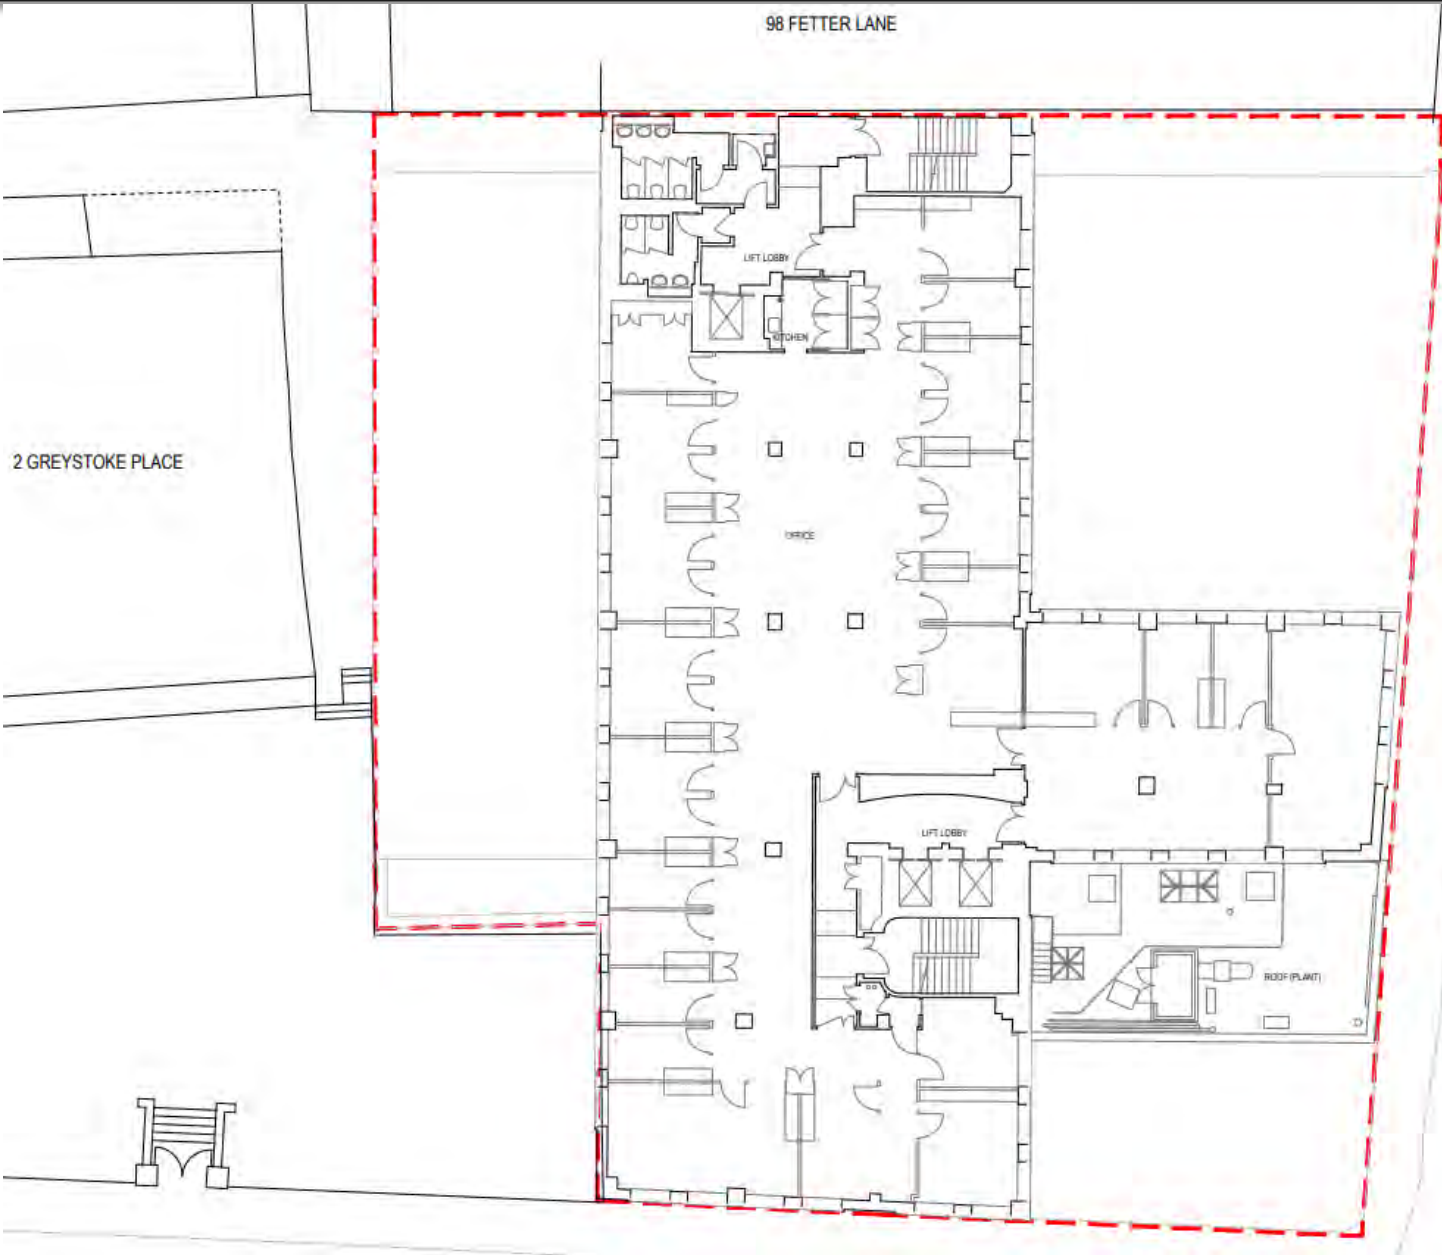 98 FETTER LANE
LIFT LOBBY
KITCHEN
2 GREYSTOKE PLACE
OFFICE
LIFT LOBBY
ROOF (PLANT)